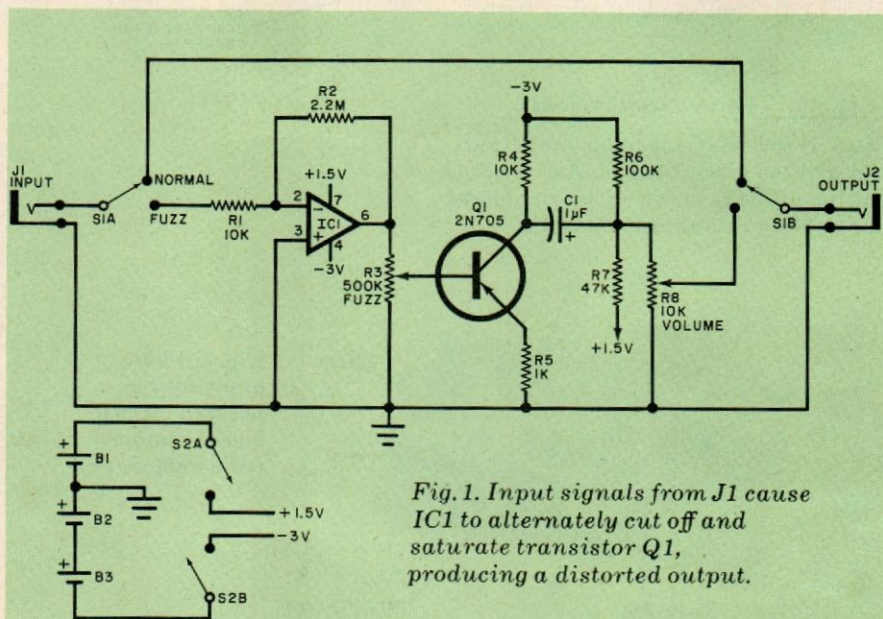 R2
2.2M
-3V
R4
10K
R6
100K
J1
INPUT
NORMAL
S1A
FUZZ
R1
10K
+1.5V
2
7
-
IC1
6
3
+
4
-3V
R3
500K
FUZZ
Q1
2N705
C1
1µF
+
R7
47K
+1.5V
R8
10K
VOLUME
S1B
J2
OUTPUT
R5
1K
+
B1
S2A
+1.5V
+
B2
-3V
+
B3
S2B
Fig. 1. Input signals from J1 cause
IC1 to alternately cut off and
saturate transistor Q1,
producing a distorted output.